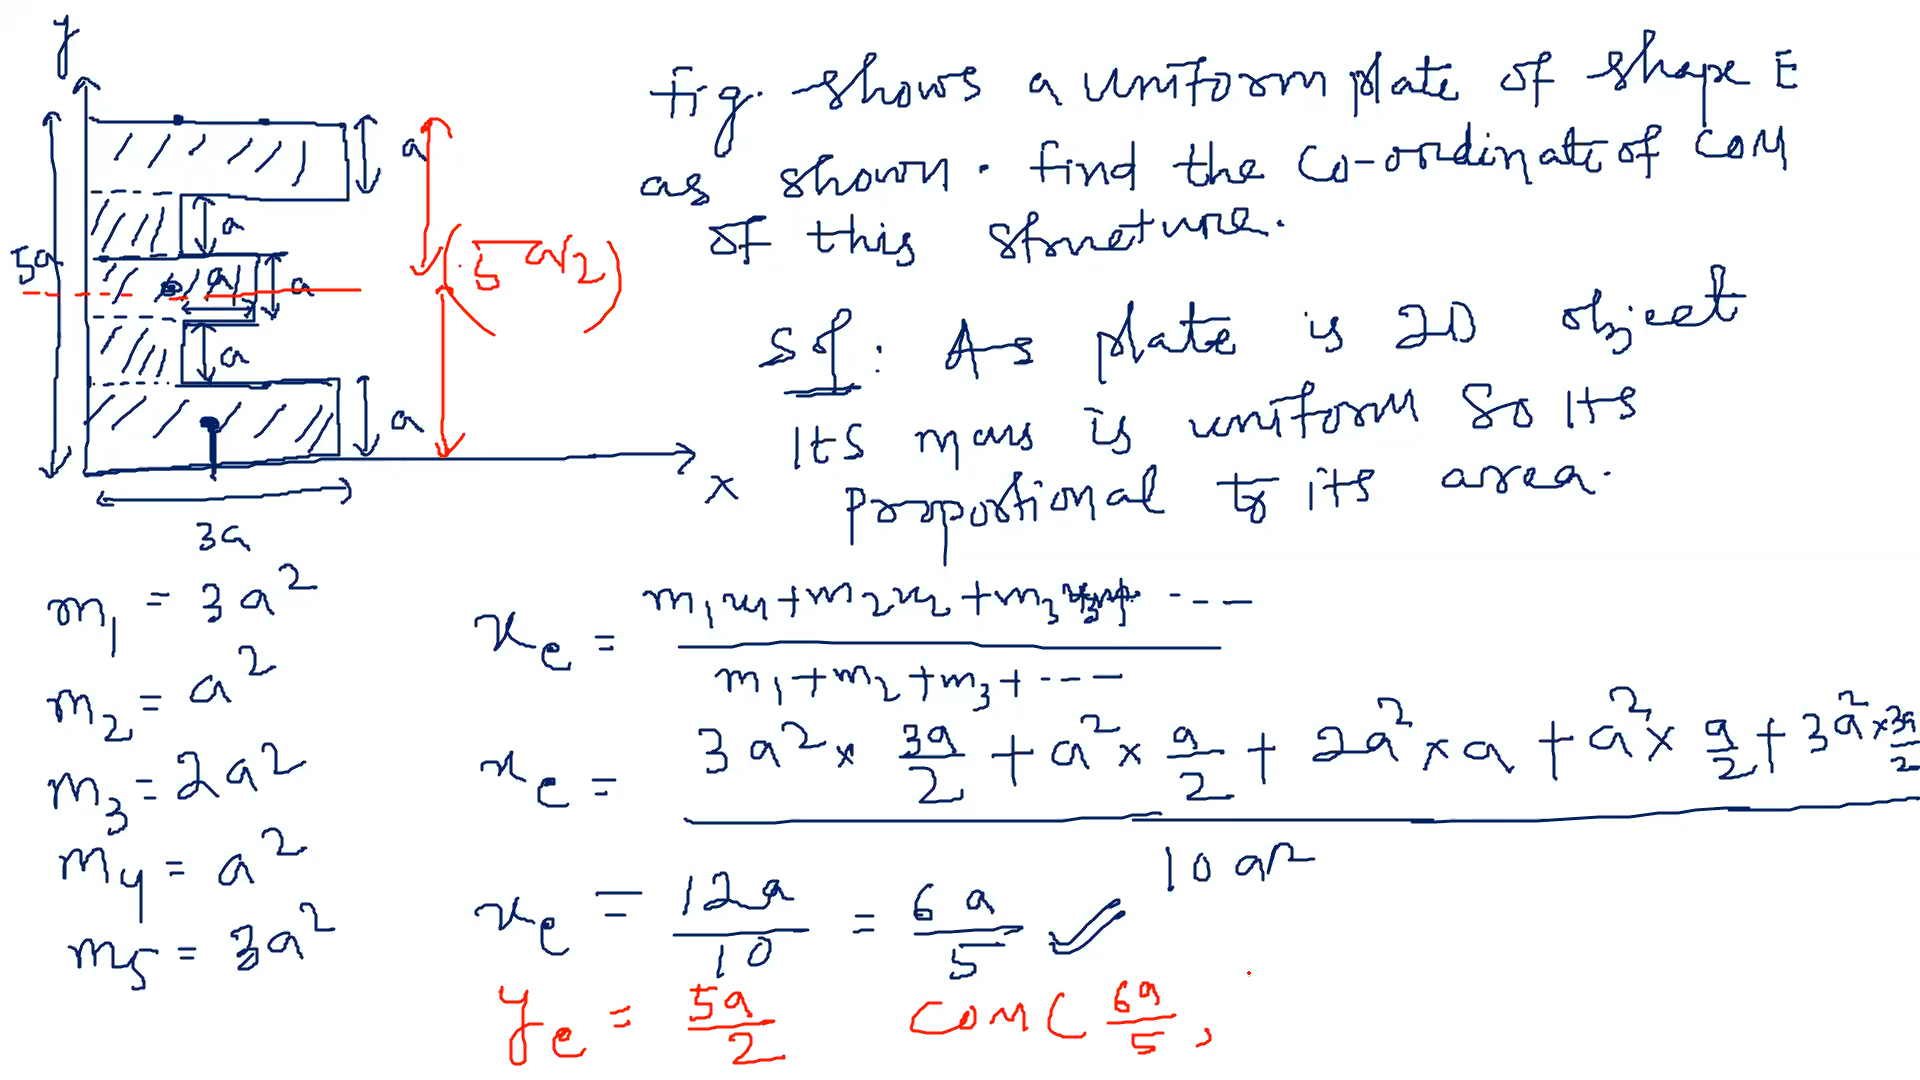 y
Fig. shows a uniform plate of shape E
as shown. Find the co-ordinate of COM
of this structure.
a
a
5a
a
a
(5a/2)
a
a
x
3a
Sol: As plate is 2D object
Its mass is uniform so its
proportional to its area.
m1 = 3a²
m2 = a²
m3 = 2a²
m4 = a²
m5 = 3a²
xc = m1x1+m2x2+m3x3+ ---- / m1+m2+m3+----
xc = 3a² × 3a/2 + a² × a/2 + 2a² × a + a² × a/2 + 3a² × 3a/2 / 10a²
xc = 12a/10 = 6a/5
yc = 5a/2 COM ( 6a/5 ,